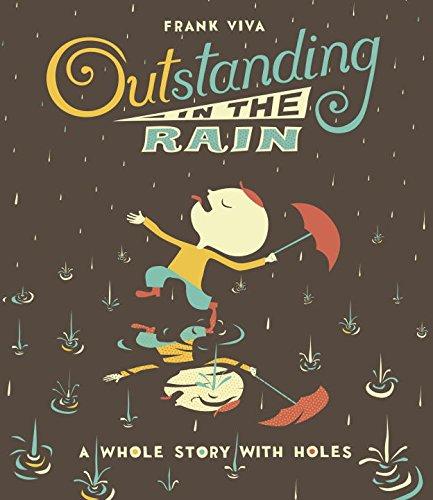 FRANK VIVA
Outstanding
IN THE
RAIN
A WHOLE STORY WITH HOLES